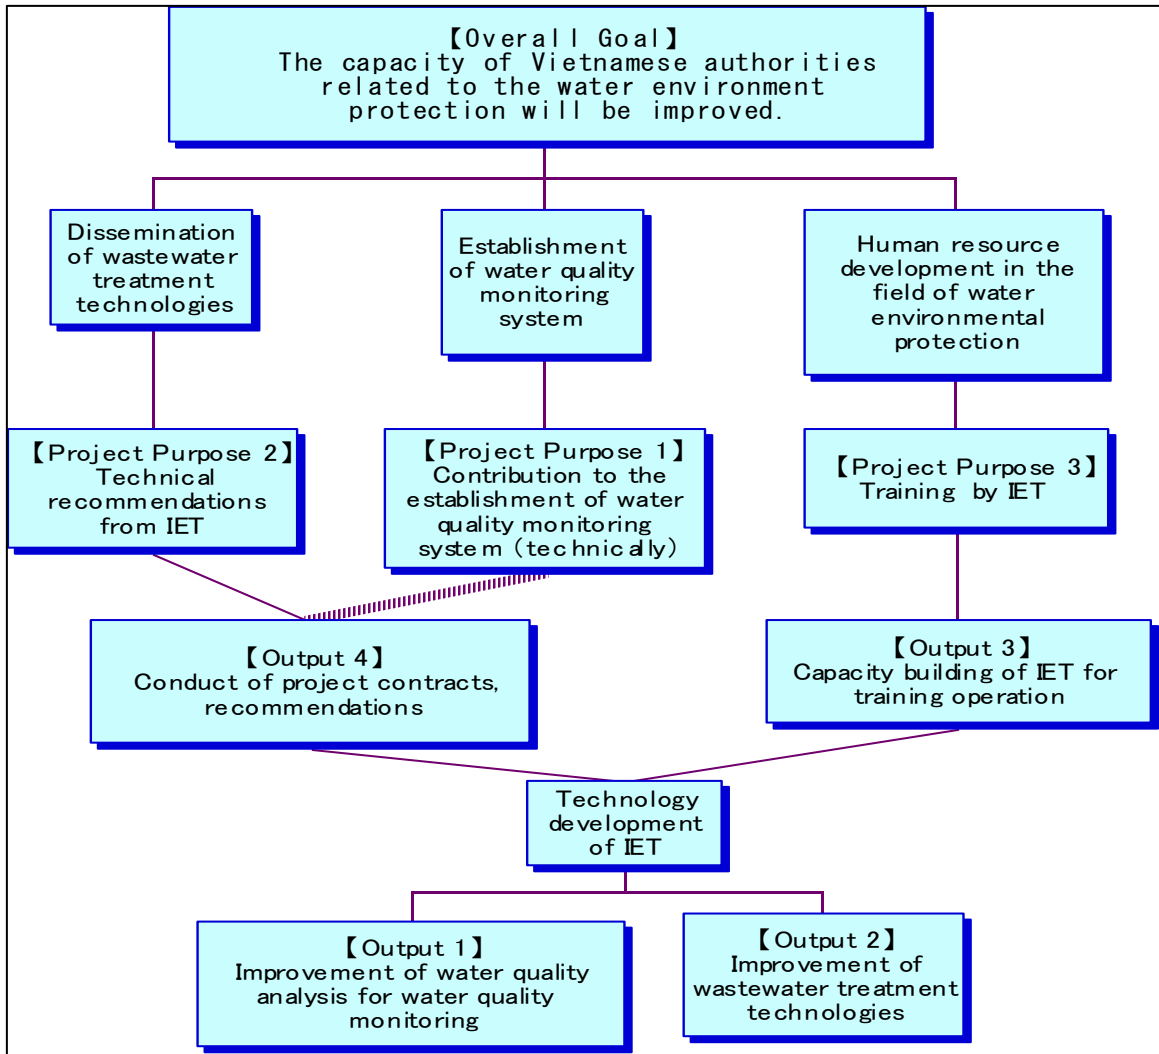 【Overall Goal】
The capacity of Vietnamese authorities
related to the water environment
protection will be improved.
Dissemination
of wastewater
treatment
technologies
Establishment
of water quality
monitoring
system
Human resource
development in the
field of water
environmental
protection
【Project Purpose 2】
Technical
recommendations
from IET
【Project Purpose 1】
Contribution to the
establishment of water
quality monitoring
system (technically)
【Project Purpose 3】
Training by IET
【Output 4】
Conduct of project contracts,
recommendations
【Output 3】
Capacity building of IET for
training operation
Technology
development
of IET
【Output 1】
Improvement of water quality
analysis for water quality
monitoring
【Output 2】
Improvement of
wastewater treatment
technologies